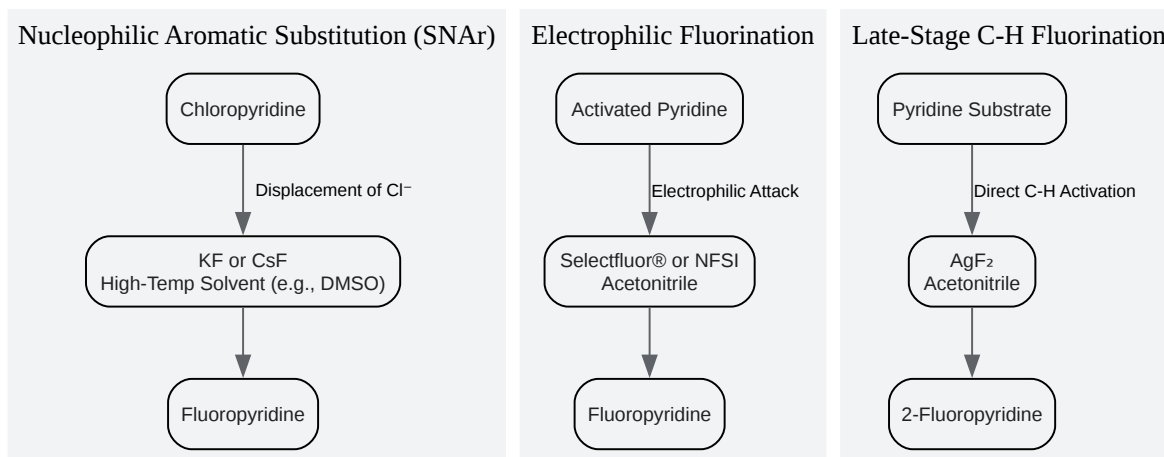 Nucleophilic Aromatic Substitution (SNAr)
Chloropyridine
Displacement of Cl⁻
KF or CsF
High-Temp Solvent (e.g., DMSO)
Fluoropyridine
Electrophilic Fluorination
Activated Pyridine
Electrophilic Attack
Selectfluor® or NFSI
Acetonitrile
Fluoropyridine
Late-Stage C-H Fluorination
Pyridine Substrate
Direct C-H Activation
AgF₂
Acetonitrile
2-Fluoropyridine